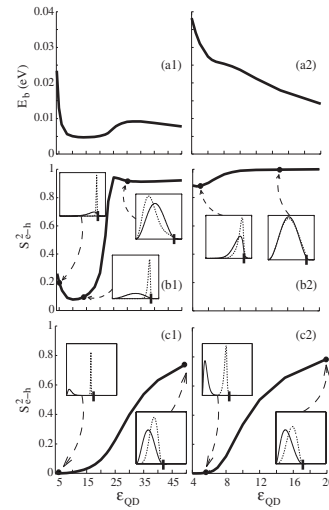 0.04
0.03
0.02
0.01
0
E_b (eV)
(a1)
(a2)
1
0.8
0.6
0.4
0.2
0
S²_e-h
(b1)
(b2)
0.8
0.6
0.4
0.2
0
S²_e-h
(c1)
(c2)
5 15 25 35 45 50
4 8 12 16 20
ε_QD
ε_QD